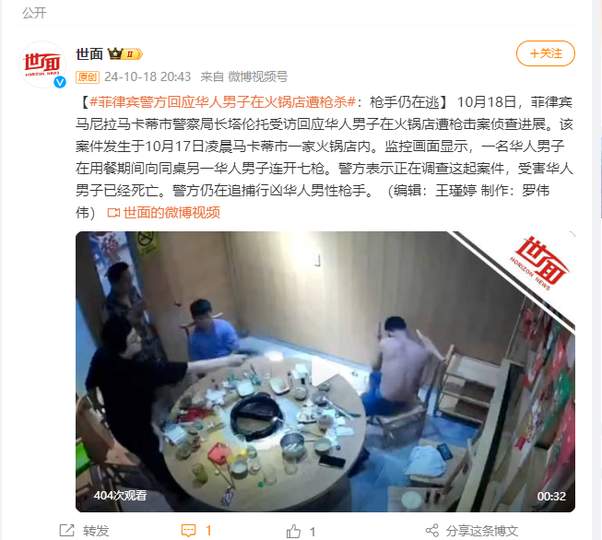 公开
世面
世面
II
+关注
HORIZON NEWS
原创 24-10-18 20:43 来自 微博视频号
【#菲律宾警方回应华人男子在火锅店遭枪杀#：枪手仍在逃】 10月18日，菲律宾
马尼拉马卡蒂市警察局长塔伦托受访回应华人男子在火锅店遭枪击案侦查进展。该
案件发生于10月17日凌晨马卡蒂市一家火锅店内。监控画面显示，一名华人男子
在用餐期间向同桌另一华人男子连开七枪。警方表示正在调查这起案件，受害华人
男子已经死亡。警方仍在追捕行凶华人男性枪手。（编辑：王瑾婷 制作：罗伟
伟） 世面的微博视频
世面
HORIZON NEWS
404次观看
00:32
转发
1
1
分享这条博文